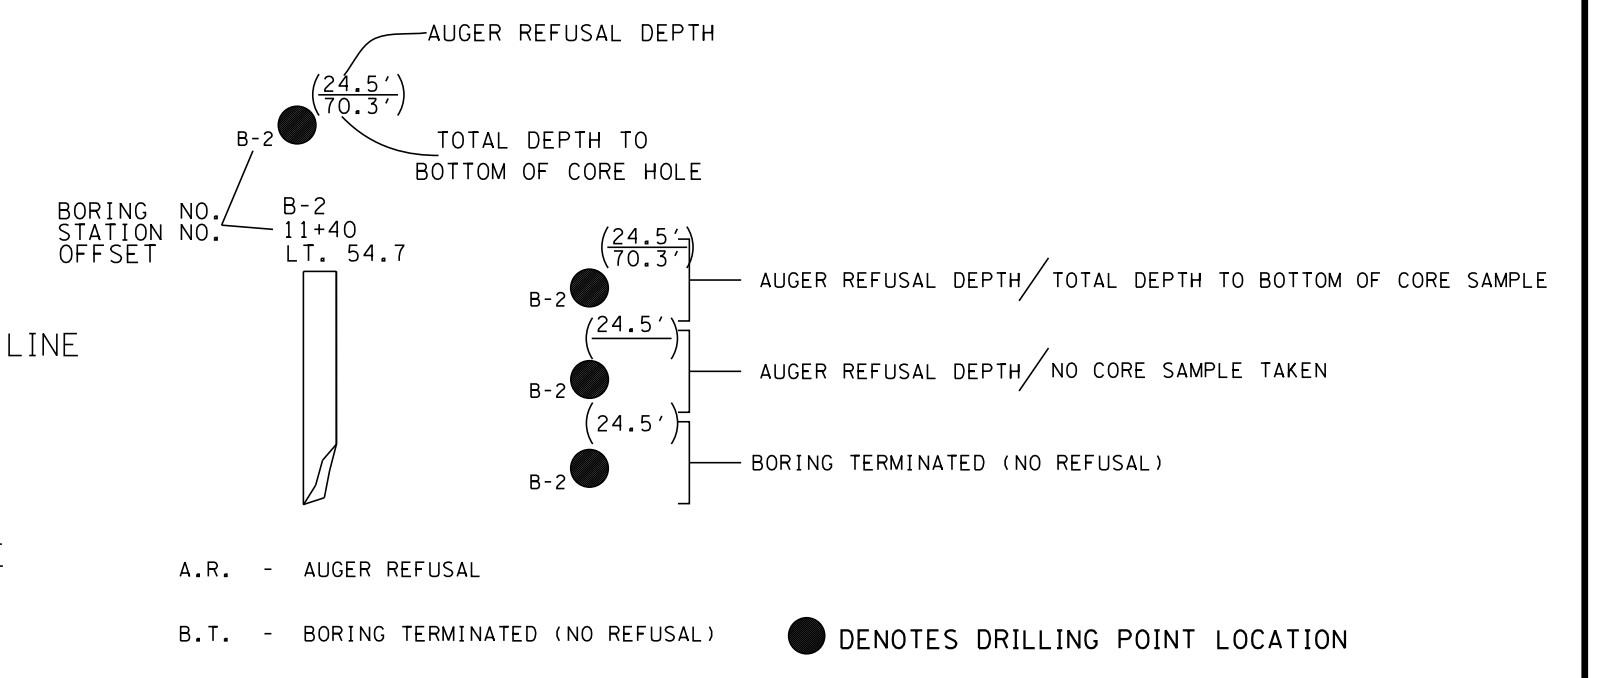 AUGER REFUSAL DEPTH
(24.5'
70.3')
B-2
TOTAL DEPTH TO
BOTTOM OF CORE HOLE
BORING NO.
STATION NO.
OFFSET
B-2
11+40
LT. 54.7
(24.5'
70.3')
B-2
AUGER REFUSAL DEPTH/TOTAL DEPTH TO BOTTOM OF CORE SAMPLE
LINE
(24.5')
B-2
AUGER REFUSAL DEPTH/NO CORE SAMPLE TAKEN
(24.5')
B-2
BORING TERMINATED (NO REFUSAL)
A.R. - AUGER REFUSAL
B.T. - BORING TERMINATED (NO REFUSAL)
DENOTES DRILLING POINT LOCATION